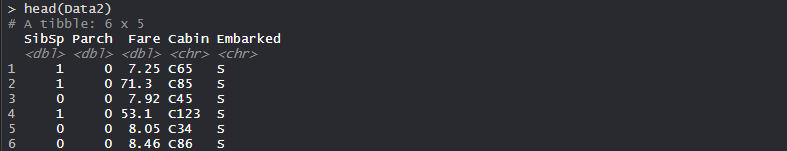 > head(Data2)
# A tibble: 6 x 5
SibSp Parch Fare Cabin Embarked
<dbl> <dbl> <dbl> <chr> <chr>
1 1 0 7.25 C65 S
2 1 0 71.3 C85 S
3 0 0 7.92 C45 S
4 1 0 53.1 C123 S
5 0 0 8.05 C34 S
6 0 0 8.46 C86 S